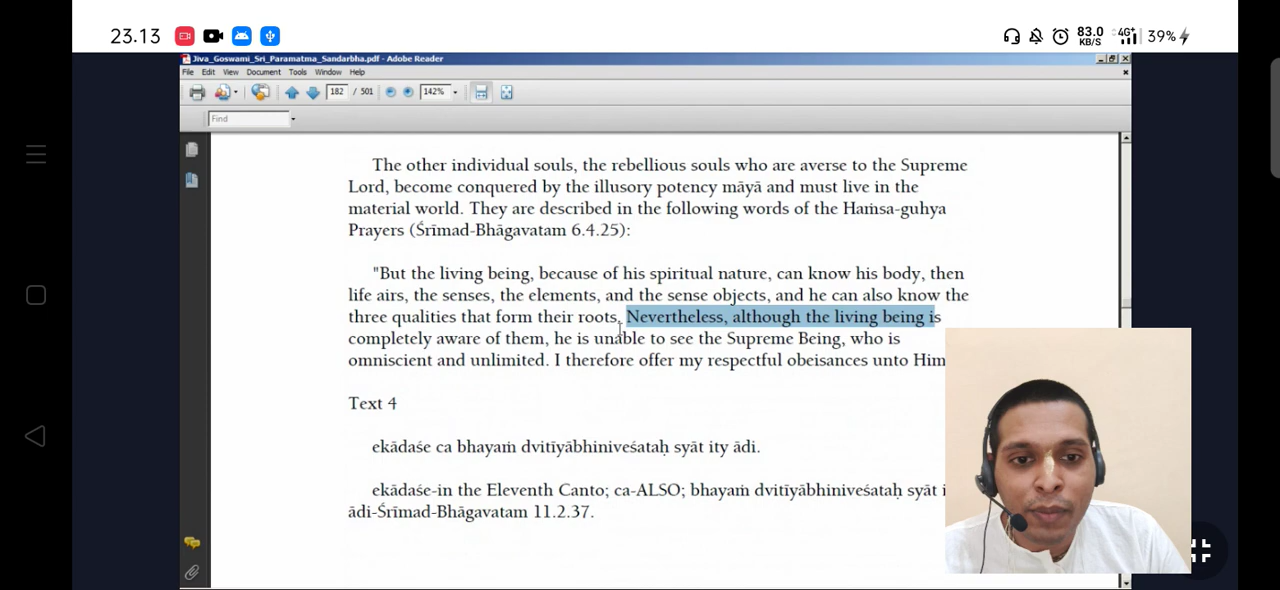 23.13
83.0
KB/S
4G+
39%
Jiva_Goswami_Sri_Paramatma_Sandarbha.pdf - Adobe Reader
File Edit View Document Tools Window Help
182 / 501 142%
Find
The other individual souls, the rebellious souls who are averse to the Supreme
Lord, become conquered by the illusory potency māyā and must live in the
material world. They are described in the following words of the Haṁsa-guhya
Prayers (Śrīmad-Bhāgavatam 6.4.25):
"But the living being, because of his spiritual nature, can know his body, then
life airs, the senses, the elements, and the sense objects, and he can also know the
three qualities that form their roots. Nevertheless, although the living being is
completely aware of them, he is unable to see the Supreme Being, who is
omniscient and unlimited. I therefore offer my respectful obeisances unto Him
Text 4
ekādaśe ca bhayaṁ dvitīyābhiniveśataḥ syāt ity ādi.
ekādaśe-in the Eleventh Canto; ca-ALSO; bhayaṁ dvitīyābhiniveśataḥ syāt i
ādi-Śrīmad-Bhāgavatam 11.2.37.